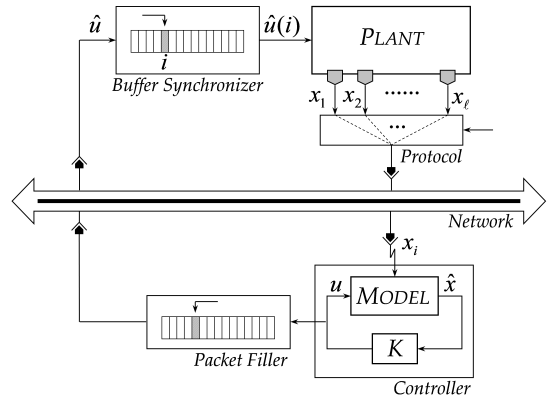 û
û(i)
PLANT
i
Buffer Synchronizer
x₁ x₂ ...... xℓ
...
Protocol
Network
xᵢ
u
MODEL
x̂
K
Packet Filler
Controller